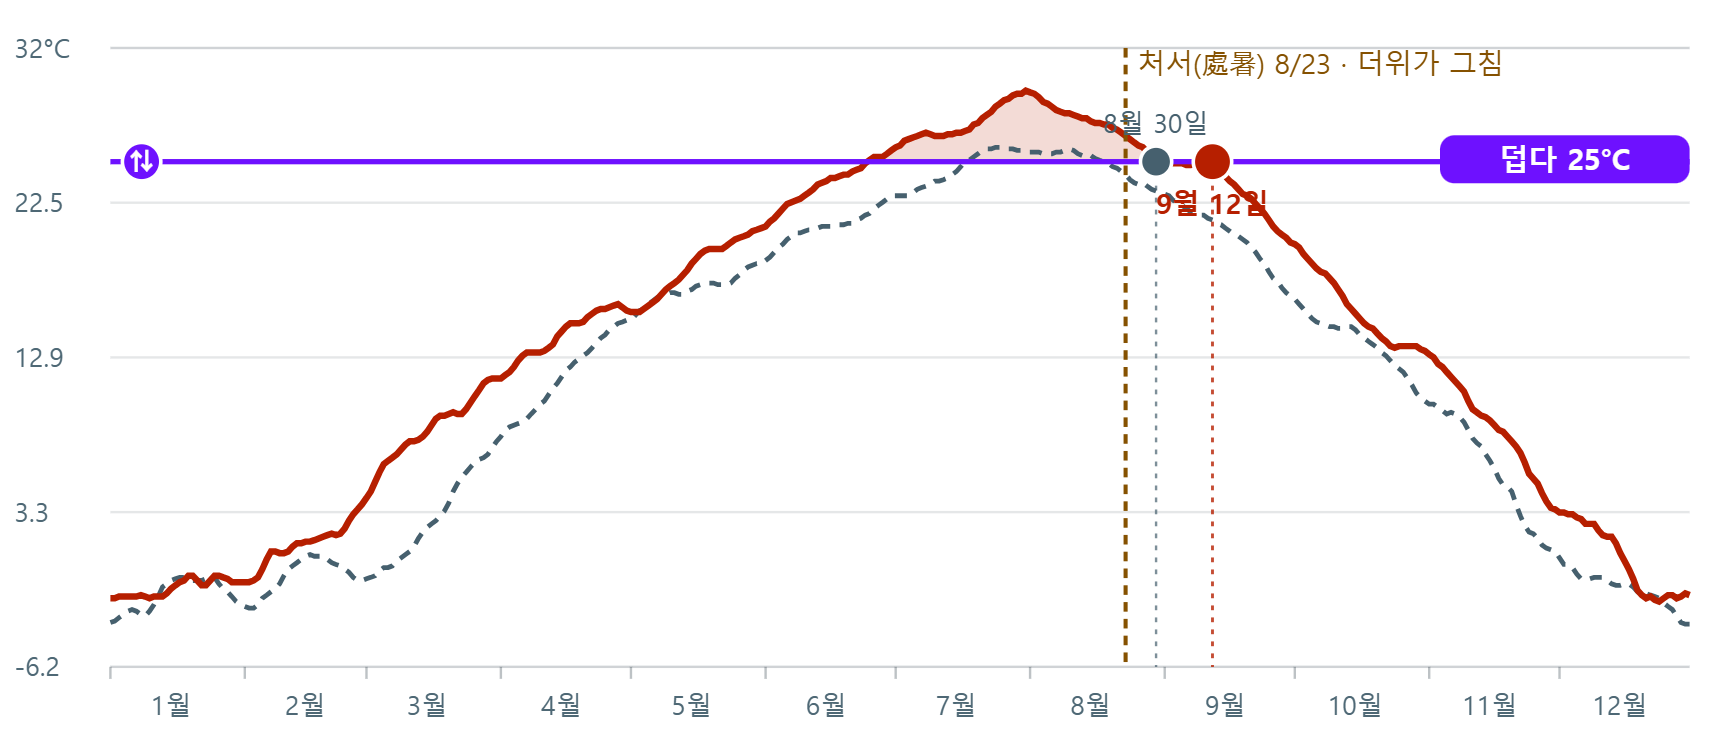 32°C
처서(處暑) 8/23 · 더위가 그침
8월 30일
덥다 25°C
22.5
9월 12일
12.9
3.3
-6.2
1월 2월 3월 4월 5월 6월 7월 8월 9월 10월 11월 12월